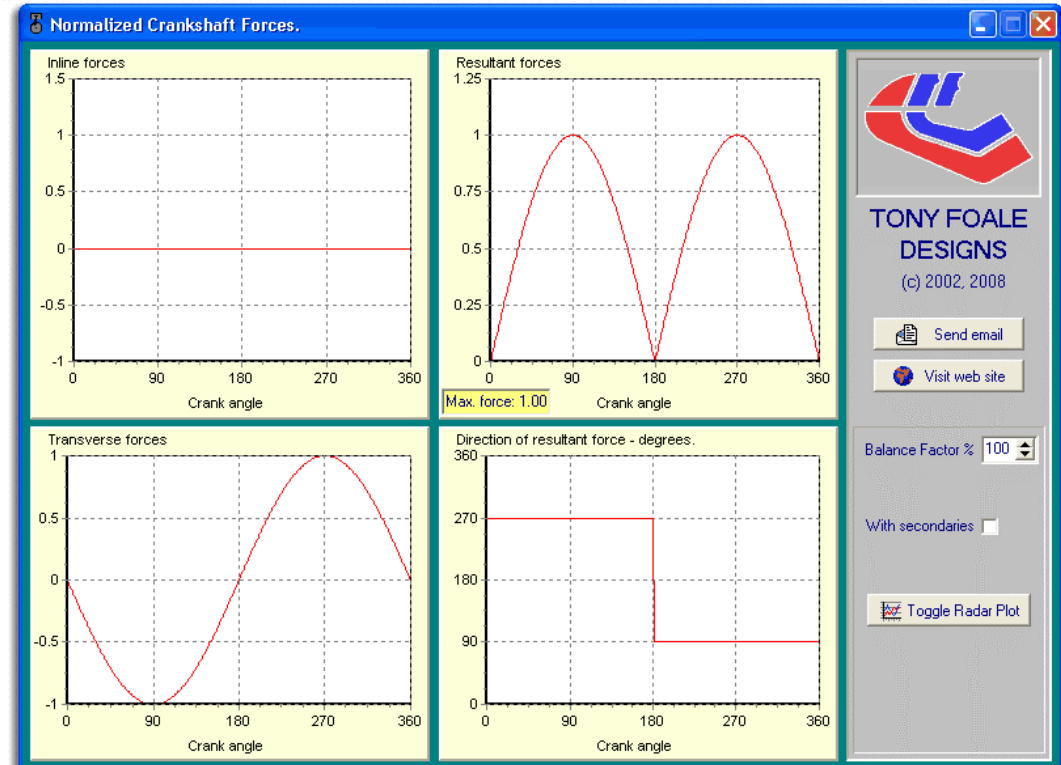 Normalized Crankshaft Forces.
Inline forces
1.5
1
0.5
0
-0.5
-1
0 90 180 270 360
Crank angle
Resultant forces
1.25
1
0.75
0.5
0.25
0
0 90 180 270 360
Max. force: 1.00
Crank angle
Transverse forces
1
0.5
0
-0.5
-1
0 90 180 270 360
Crank angle
Direction of resultant force - degrees.
360
270
180
90
0
0 90 180 270 360
Crank angle
TONY FOALE
DESIGNS
(c) 2002, 2008
Send email
Visit web site
Balance Factor % 100
With secondaries
Toggle Radar Plot